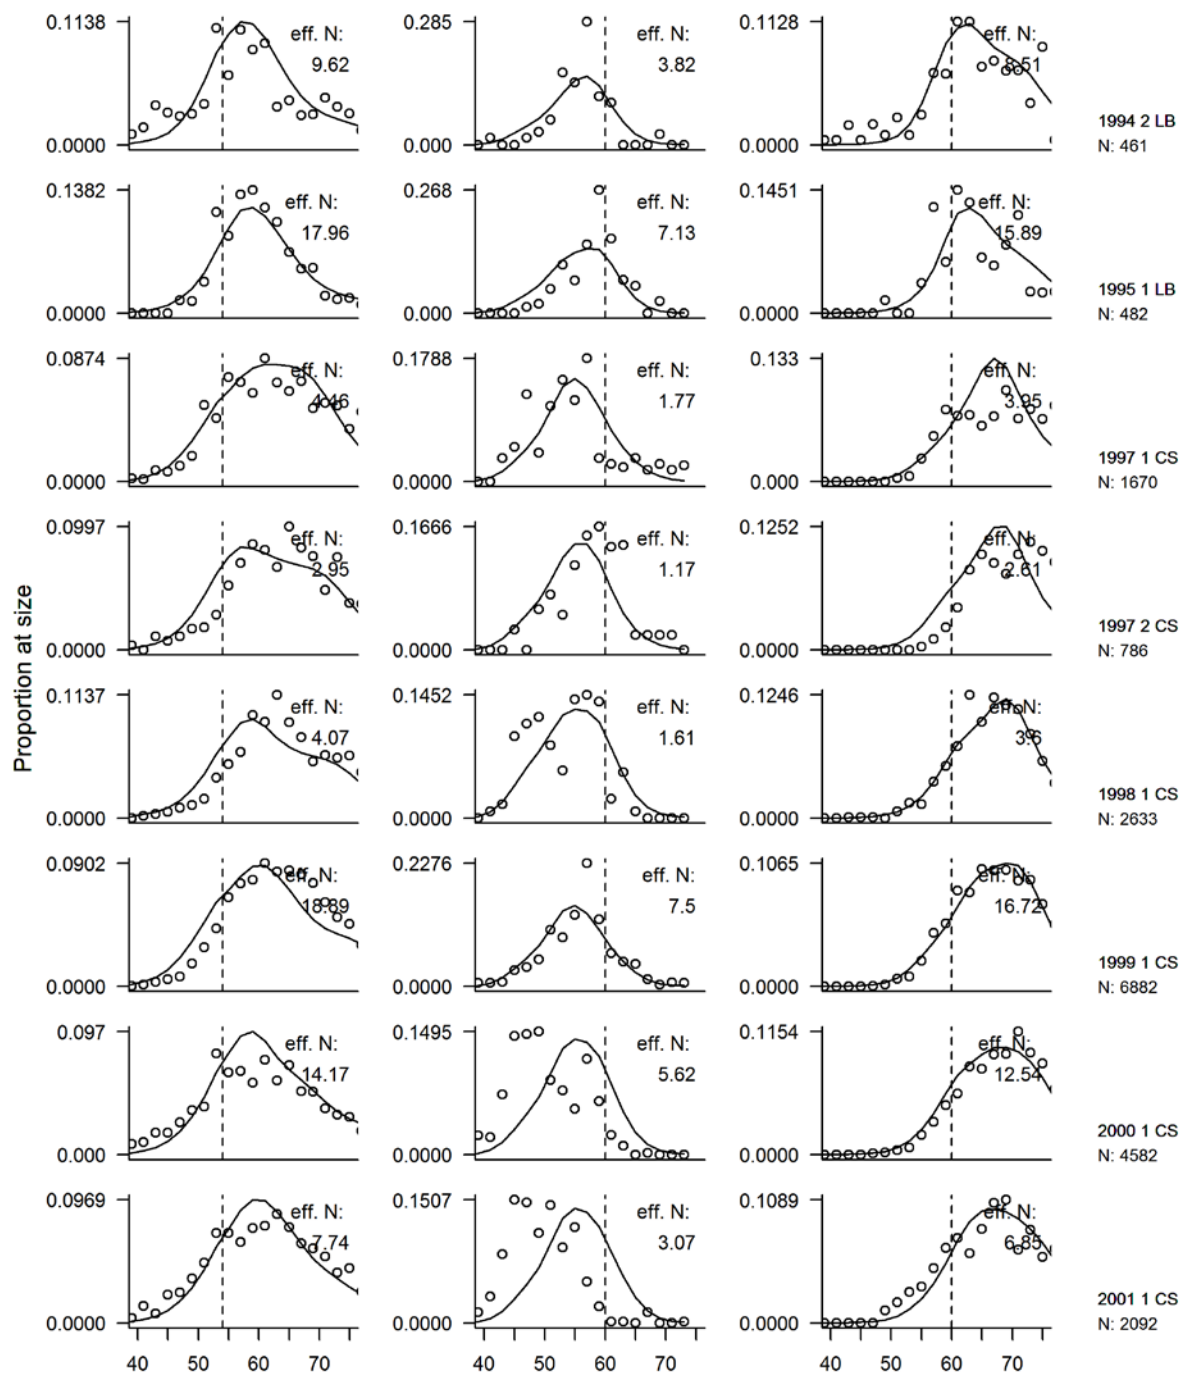 0.1138 eff. N: 0.285 eff. N: 0.1128 eff. N:
9.62 3.82 8.51
1994 2 LB
0.0000 0.000 0.0000 N: 461
0.1382 eff. N: 0.268 eff. N: 0.1451 eff. N:
17.96 7.13 15.89
1995 1 LB
0.0000 0.000 0.0000 N: 482
0.0874 eff. N: 0.1788 eff. N: 0.133 eff. N:
4.46 1.77 3.95
1997 1 CS
0.0000 0.0000 0.000 N: 1670
0.0997 eff. N: 0.1666 eff. N: 0.1252 eff. N:
2.95 1.17 2.61
1997 2 CS
0.0000 0.0000 0.0000 N: 786
Proportion at size
0.1137 eff. N: 0.1452 eff. N: 0.1246 eff. N:
4.07 1.61 3.6
1998 1 CS
0.0000 0.0000 0.0000 N: 2633
0.0902 eff. N: 0.2276 eff. N: 0.1065 eff. N:
18.89 7.5 16.72
1999 1 CS
0.0000 0.0000 0.0000 N: 6882
0.097 eff. N: 0.1495 eff. N: 0.1154 eff. N:
14.17 5.62 12.54
2000 1 CS
0.000 0.0000 0.0000 N: 4582
0.0969 eff. N: 0.1507 eff. N: 0.1089 eff. N:
7.74 3.07 6.85
2001 1 CS
0.0000 0.0000 0.0000 N: 2092
40 50 60 70 40 50 60 70 40 50 60 70